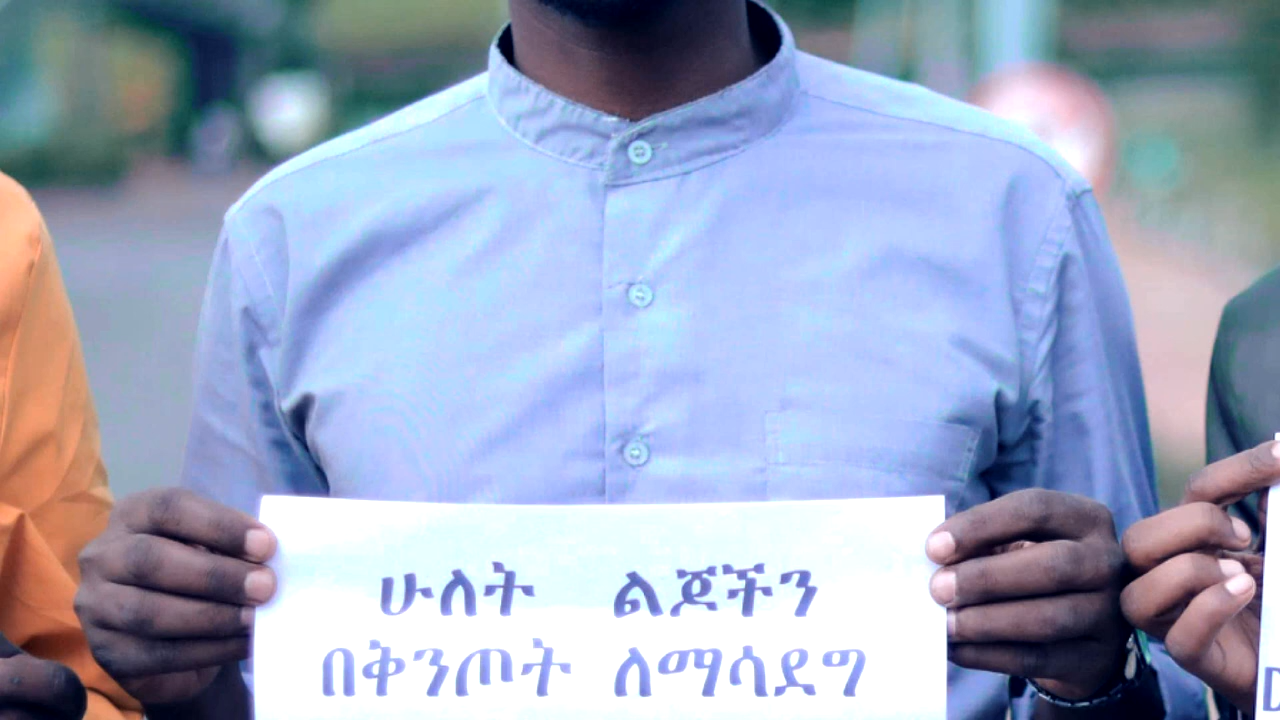 ሁለት ልጆችን
በቅንጦት ለማሳደግ